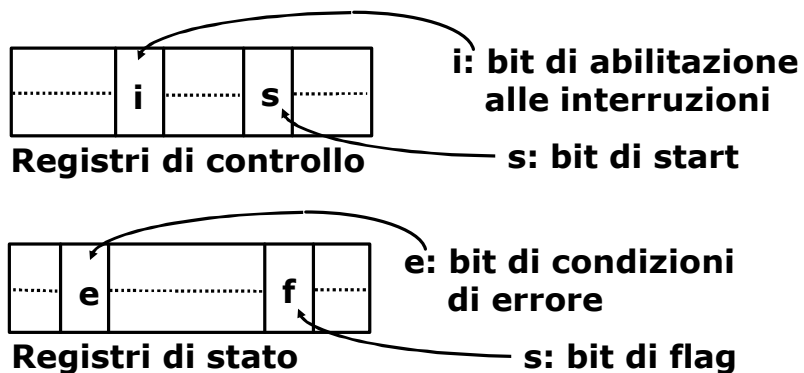 i: bit di abilitazione
alle interruzioni
i
s
Registri di controllo
s: bit di start
e: bit di condizioni
di errore
e
f
Registri di stato
s: bit di flag